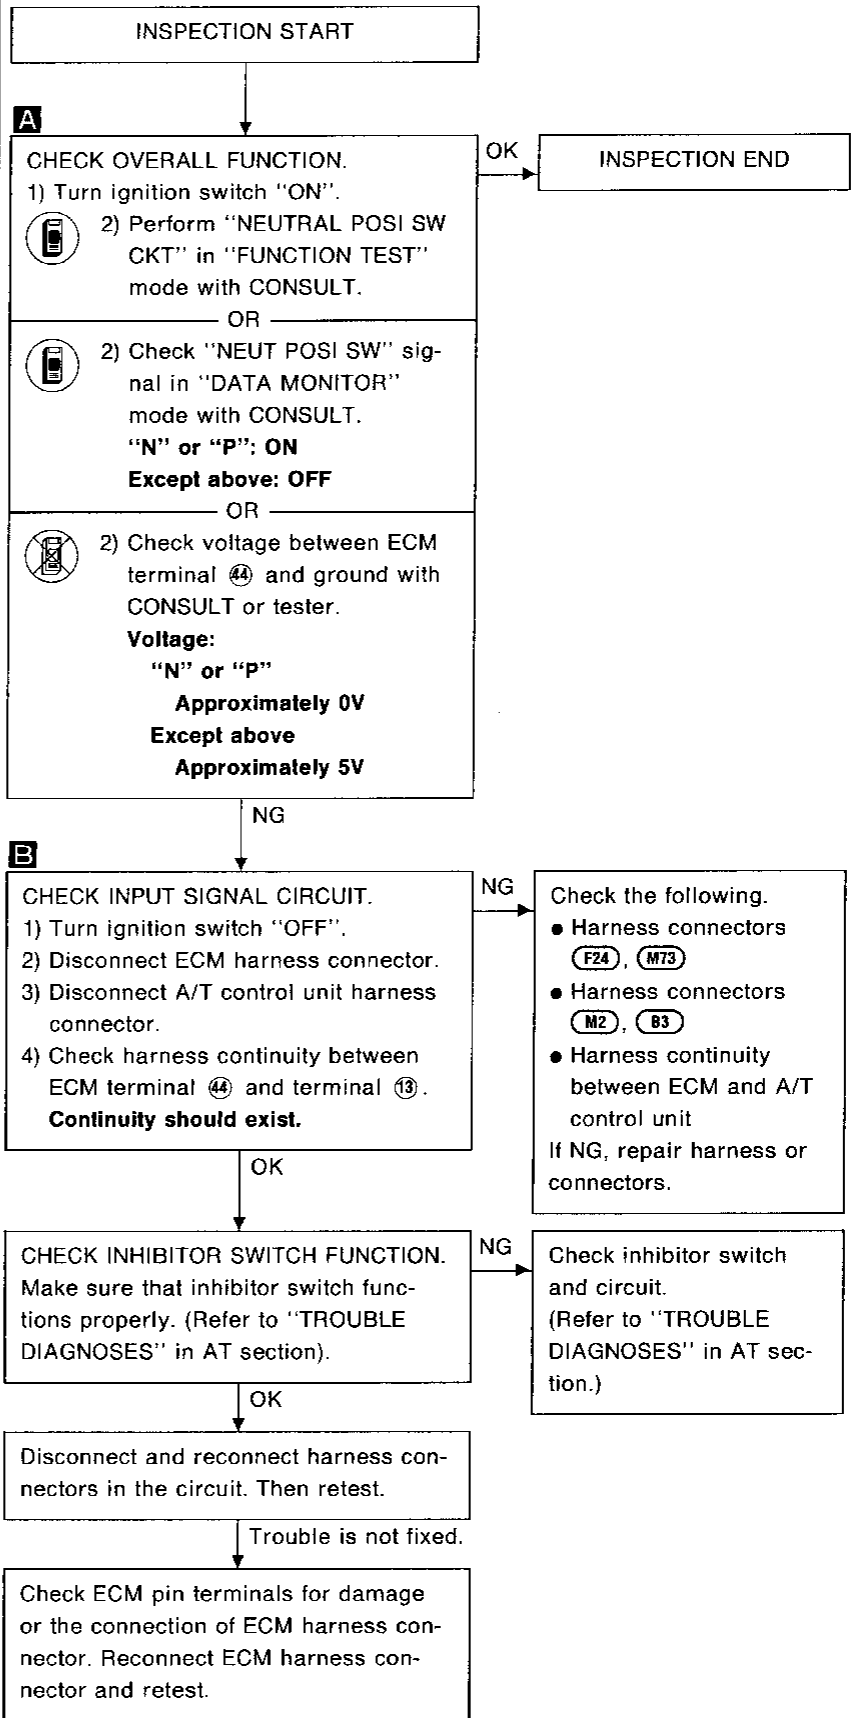 INSPECTION START
A
CHECK OVERALL FUNCTION.
1) Turn ignition switch "ON".
2) Perform "NEUTRAL POSI SW
CKT" in "FUNCTION TEST"
mode with CONSULT.
OR
2) Check "NEUT POSI SW" sig-
nal in "DATA MONITOR"
mode with CONSULT.
"N" or "P": ON
Except above: OFF
OR
2) Check voltage between ECM
terminal 44 and ground with
CONSULT or tester.
Voltage:
"N" or "P"
Approximately 0V
Except above
Approximately 5V
OK
INSPECTION END
NG
B
CHECK INPUT SIGNAL CIRCUIT.
1) Turn ignition switch "OFF".
2) Disconnect ECM harness connector.
3) Disconnect A/T control unit harness
connector.
4) Check harness continuity between
ECM terminal 44 and terminal 13.
Continuity should exist.
NG
Check the following.
● Harness connectors
F24, M73
● Harness connectors
M2, B3
● Harness continuity
between ECM and A/T
control unit
If NG, repair harness or
connectors.
OK
CHECK INHIBITOR SWITCH FUNCTION.
Make sure that inhibitor switch func-
tions properly. (Refer to "TROUBLE
DIAGNOSES" in AT section).
NG
Check inhibitor switch
and circuit.
(Refer to "TROUBLE
DIAGNOSES" in AT sec-
tion.)
OK
Disconnect and reconnect harness con-
nectors in the circuit. Then retest.
Trouble is not fixed.
Check ECM pin terminals for damage
or the connection of ECM harness con-
nector. Reconnect ECM harness con-
nector and retest.